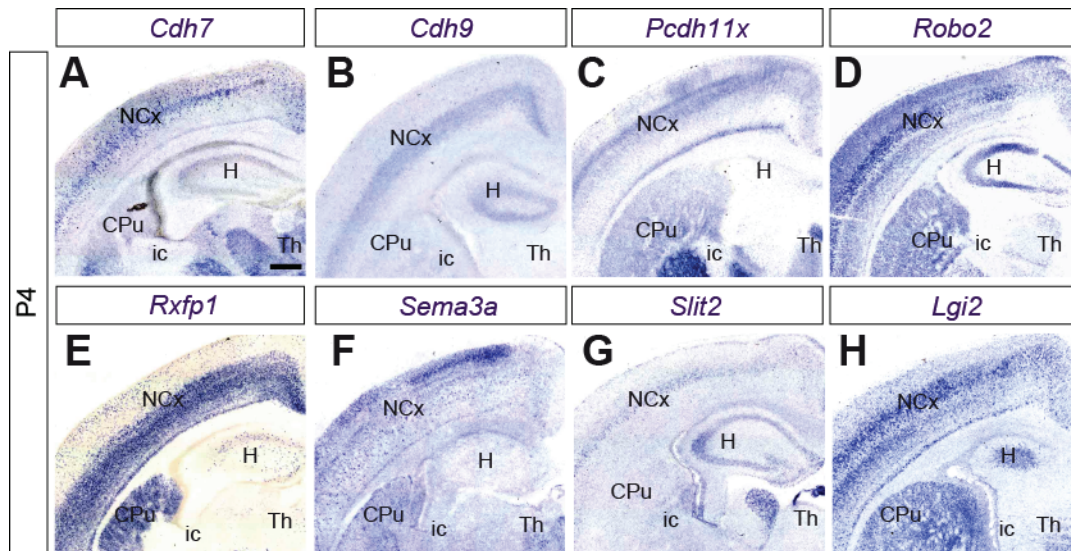 Cdh7 Cdh9 Pcdh11x Robo2
P4
A B C D
NCx NCx NCx NCx
H H H H
CPu CPu CPu CPu
ic ic ic ic
Th Th Th Th
Rxfp1 Sema3a Slit2 Lgi2
E F G H
NCx NCx NCx NCx
H H H H
CPu CPu CPu CPu
ic ic ic ic
Th Th Th Th